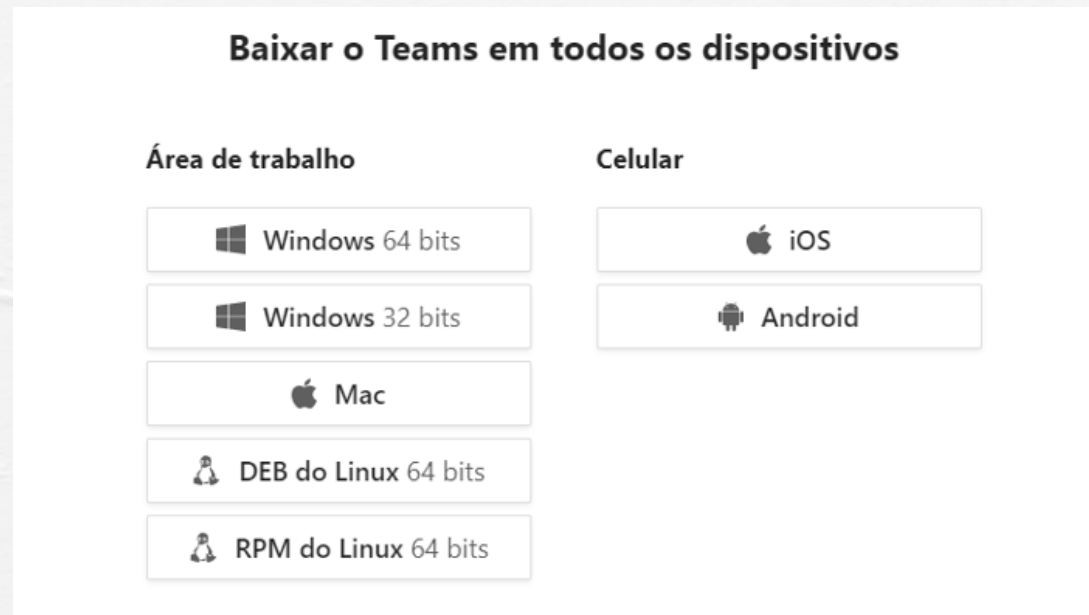 Baixar o Teams em todos os dispositivos
Área de trabalho
Windows 64 bits
Windows 32 bits
Mac
DEB do Linux 64 bits
RPM do Linux 64 bits
Celular
iOS
Android